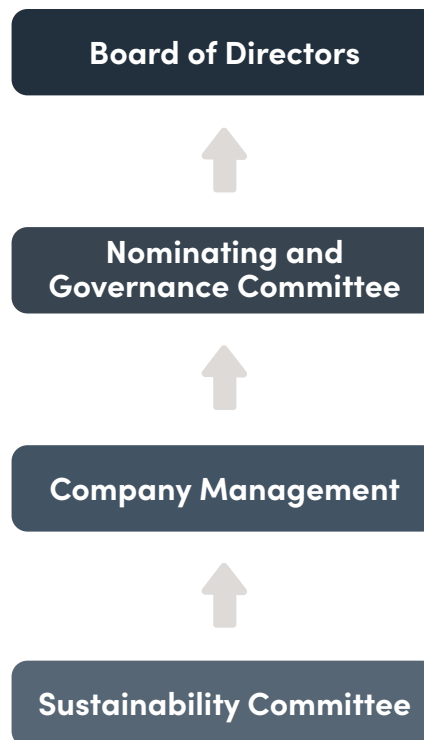 Board of Directors
Nominating and
Governance Committee
Company Management
Sustainability Committee